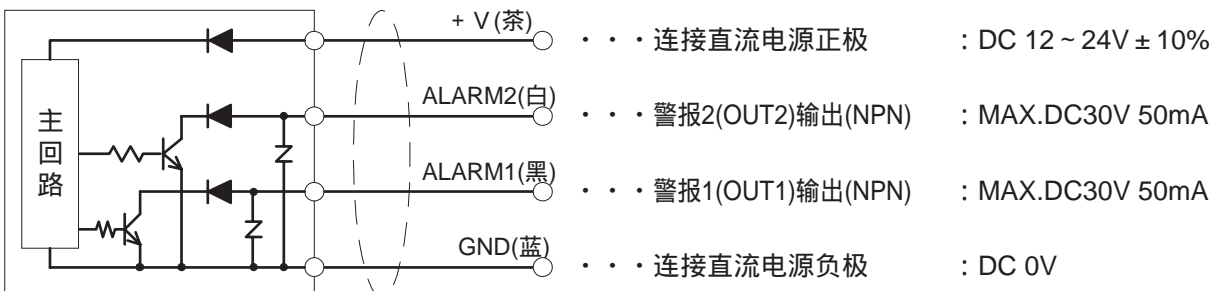 + V(茶) ・・・连接直流电源正极 : DC 12 ~ 24V ± 10%
ALARM2(白) ・・・警报2(OUT2)输出(NPN) : MAX.DC30V 50mA
主回路
ALARM1(黑) ・・・警报1(OUT1)输出(NPN) : MAX.DC30V 50mA
GND(蓝) ・・・连接直流电源负极 : DC 0V